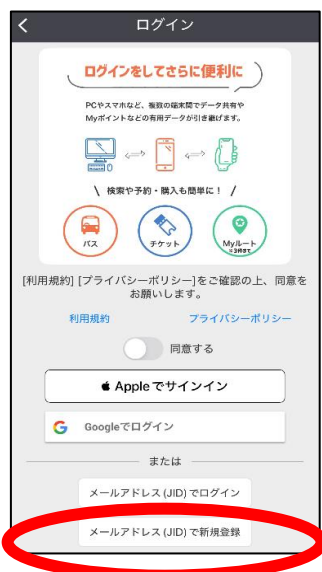 ログイン
ログインをしてさらに便利に
PCやスマホなど、複数の端末間でデータ共有や
Myポイントなどの有用データが引き継げます。
\ 検索や予約・購入も簡単に！ /
バス
チケット
Myルート
※3件まで
[利用規約] [プライバシーポリシー]をご確認の上、同意を
お願いします。
利用規約
プライバシーポリシー
同意する
Appleでサインイン
G Googleでログイン
または
メールアドレス (JID) でログイン
メールアドレス (JID) で新規登録